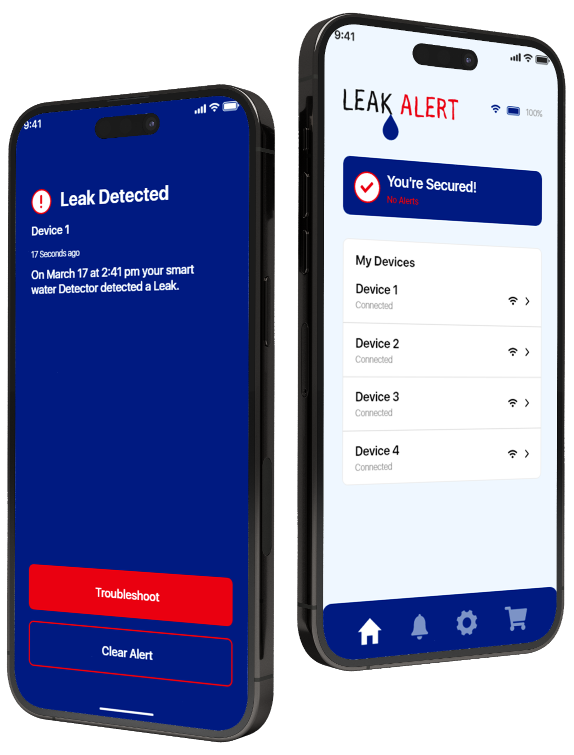 9:41
Leak Detected
Device 1
17 Seconds ago
On March 17 at 2:41 pm your smart
water Detector detected a Leak.
Troubleshoot
Clear Alert
9:41
LEAK ALERT
100%
You're Secured!
No Alerts
My Devices
Device 1
Connected
Device 2
Connected
Device 3
Connected
Device 4
Connected